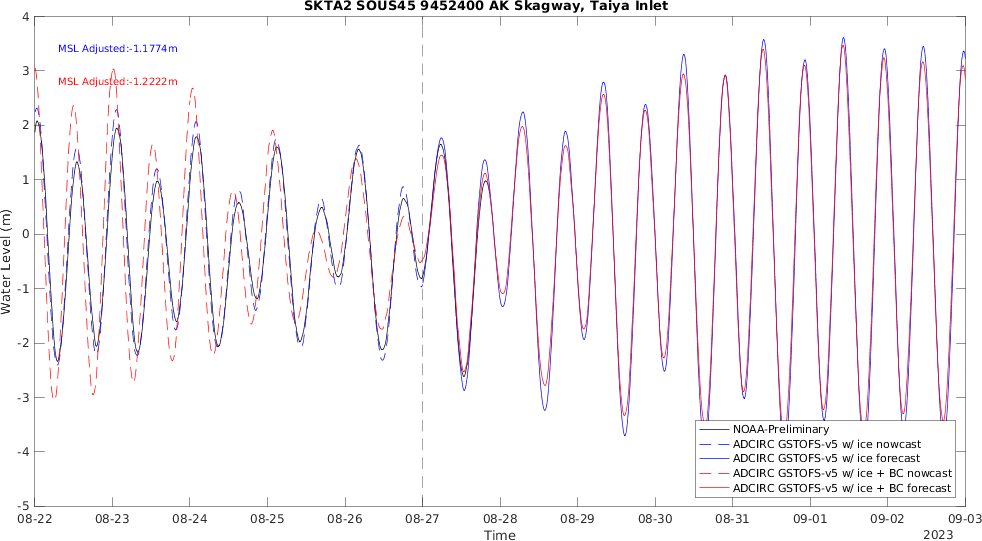 SKTA2 SOUS45 9452400 AK Skagway, Taiya Inlet
MSL Adjusted:-1.1774m
MSL Adjusted:-1.2222m
Water Level (m)
4
3
2
1
0
-1
-2
-3
-4
-5
NOAA-Preliminary
ADCIRC GSTOFS-v5 w/ ice nowcast
ADCIRC GSTOFS-v5 w/ ice forecast
ADCIRC GSTOFS-v5 w/ ice + BC nowcast
ADCIRC GSTOFS-v5 w/ ice + BC forecast
08-22 08-23 08-24 08-25 08-26 08-27 08-28 08-29 08-30 08-31 09-01 09-02 09-03
Time
2023